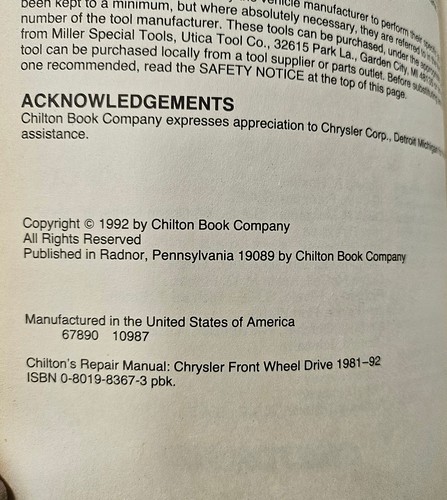 been kept to a minimum, but where absolutely necessary, they are referred to in
vehicle manufacturer to perform their
number of the tool manufacturer. These tools can be purchased, under the
from Miller Special Tools, Utica Tool Co., 32615 Park La., Garden City, MI
tool can be purchased locally from a tool supplier or parts outlet. Before
one recommended, read the SAFETY NOTICE at the top of this page.
ACKNOWLEDGEMENTS
Chilton Book Company expresses appreciation to Chrysler Corp., Detroit Michigan
assistance.
Copyright © 1992 by Chilton Book Company
All Rights Reserved
Published in Radnor, Pennsylvania 19089 by Chilton Book Company
Manufactured in the United States of America
67890 10987
Chilton's Repair Manual: Chrysler Front Wheel Drive 1981–92
ISBN 0-8019-8367-3 pbk.